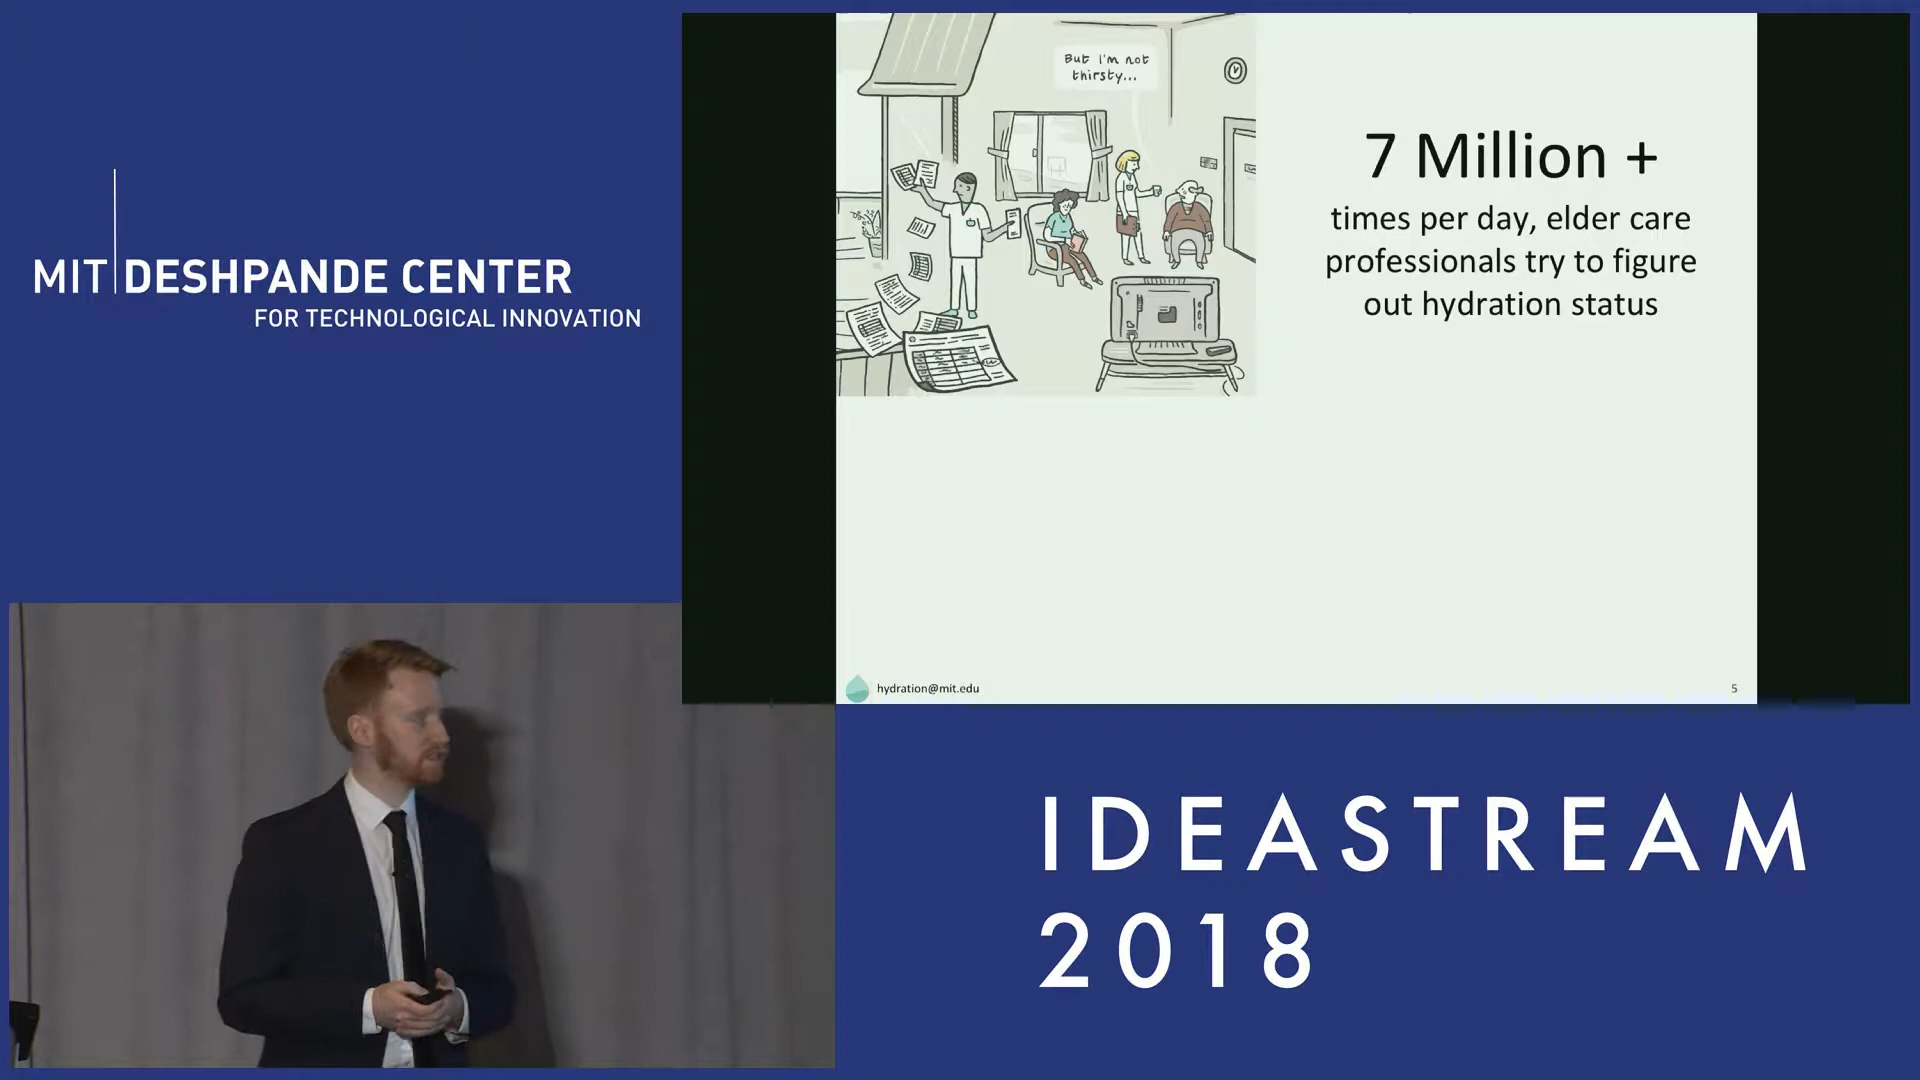 MIT DESHPANDE CENTER
FOR TECHNOLOGICAL INNOVATION
But I'm not
thirsty...
7 Million +
times per day, elder care
professionals try to figure
out hydration status
hydration@mit.edu
5
IDEASTREAM
2018